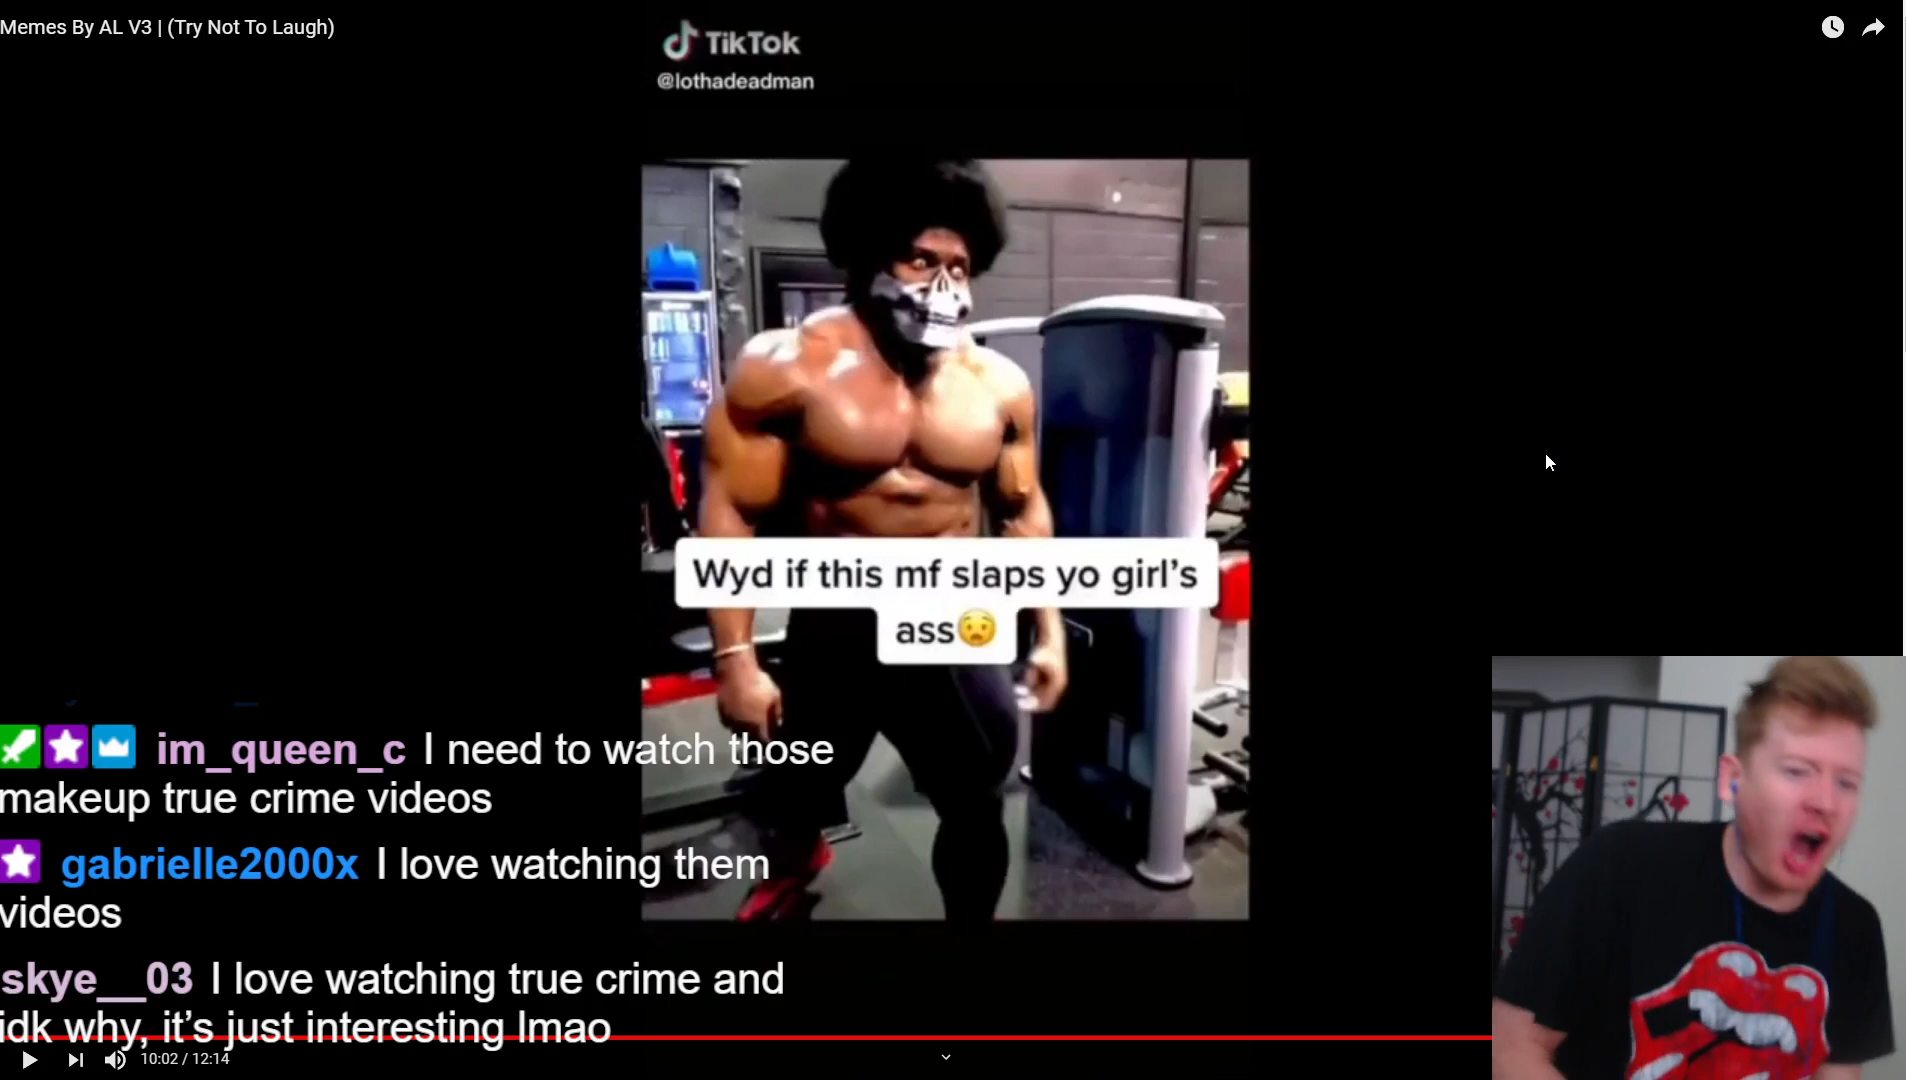 Memes By AL V3 | (Try Not To Laugh)
TikTok
@lothadeadman
Wyd if this mf slaps yo girl's
ass😧
im_queen_c I need to watch those
makeup true crime videos
gabrielle2000x I love watching them
videos
skye__03 I love watching true crime and
idk why, it's just interesting lmao
10:02 / 12:14